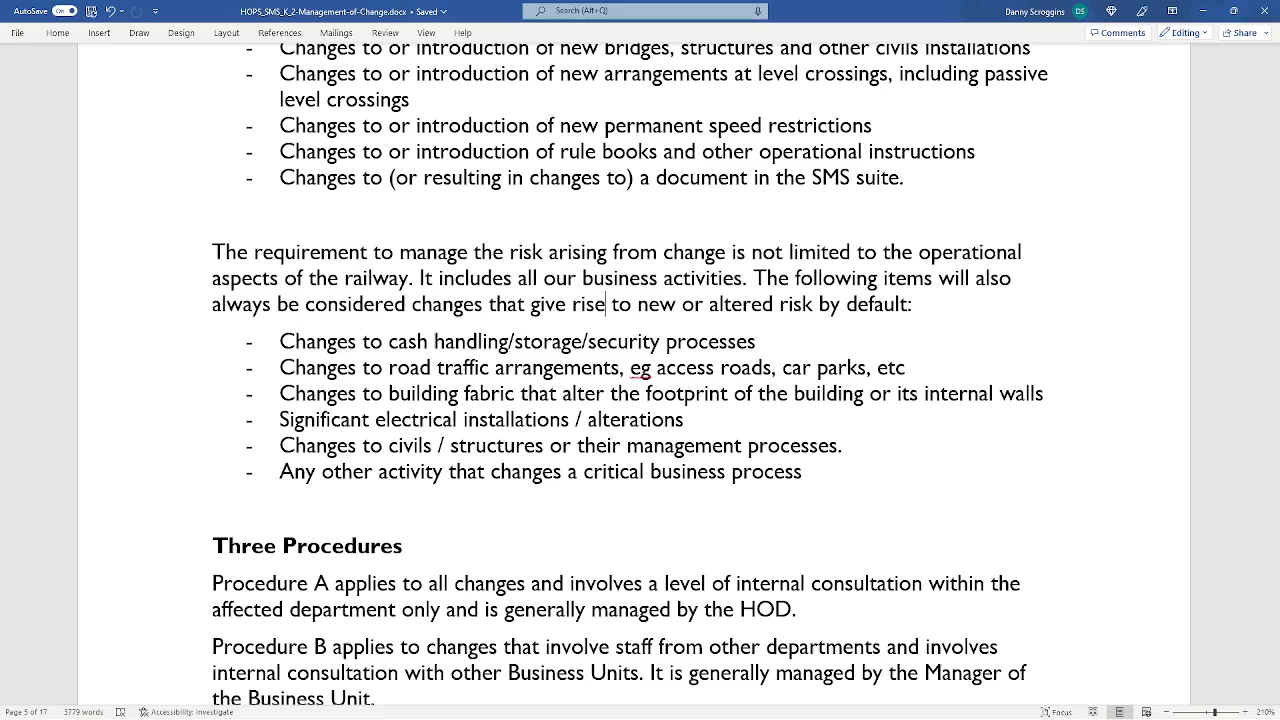 AutoSave On HOPS_SMS_K_2-Management-of-Change.docx • Saved Search (Alt+Q) Danny Scroggins DS
File Home Insert Draw Design Layout References Mailings Review View Help Comments Editing Share
- Changes to or introduction of new bridges, structures and other civils installations
- Changes to or introduction of new arrangements at level crossings, including passive
level crossings
- Changes to or introduction of new permanent speed restrictions
- Changes to or introduction of rule books and other operational instructions
- Changes to (or resulting in changes to) a document in the SMS suite.
The requirement to manage the risk arising from change is not limited to the operational
aspects of the railway. It includes all our business activities. The following items will also
always be considered changes that give rise to new or altered risk by default:
- Changes to cash handling/storage/security processes
- Changes to road traffic arrangements, eg access roads, car parks, etc
- Changes to building fabric that alter the footprint of the building or its internal walls
- Significant electrical installations / alterations
- Changes to civils / structures or their management processes.
- Any other activity that changes a critical business process
Three Procedures
Procedure A applies to all changes and involves a level of internal consultation within the
affected department only and is generally managed by the HOD.
Procedure B applies to changes that involve staff from other departments and involves
internal consultation with other Business Units. It is generally managed by the Manager of
the Business Unit.
Page 5 of 17 3779 words Accessibility: Investigate Focus 210%